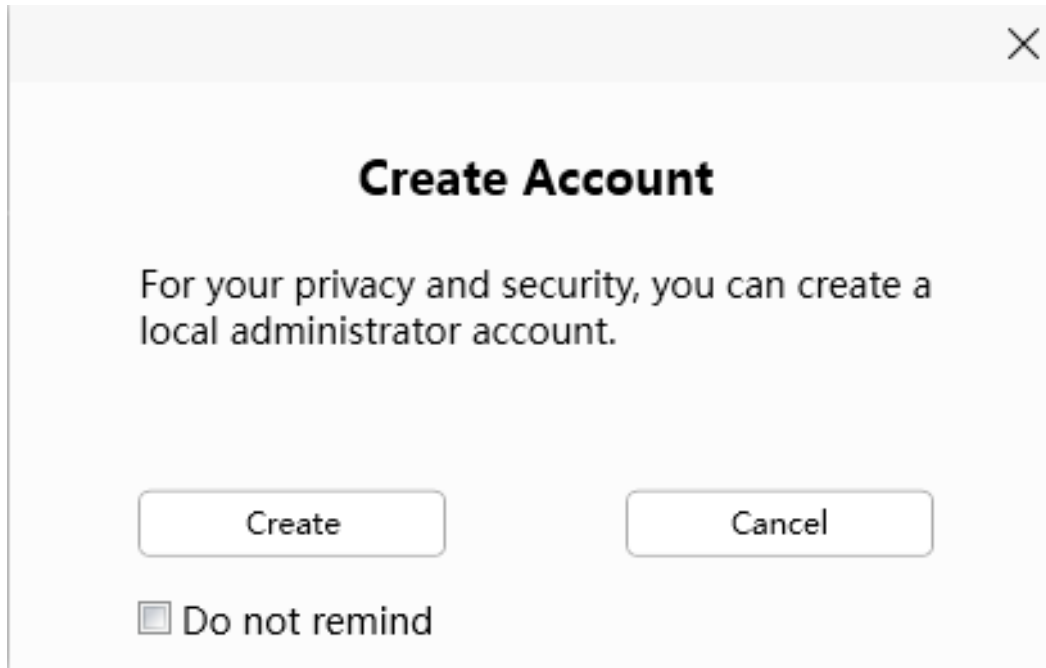 Create Account
For your privacy and security, you can create a
local administrator account.
Create
Cancel
Do not remind